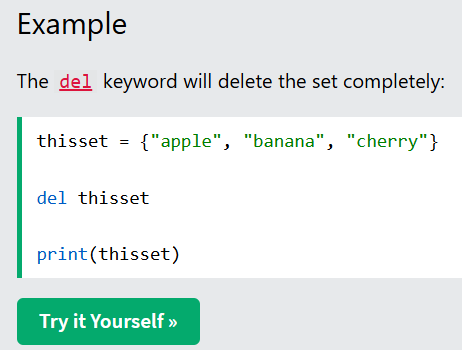 Example
The del keyword will delete the set completely:
thisset = {"apple", "banana", "cherry"}
del thisset
print(thisset)
Try it Yourself »